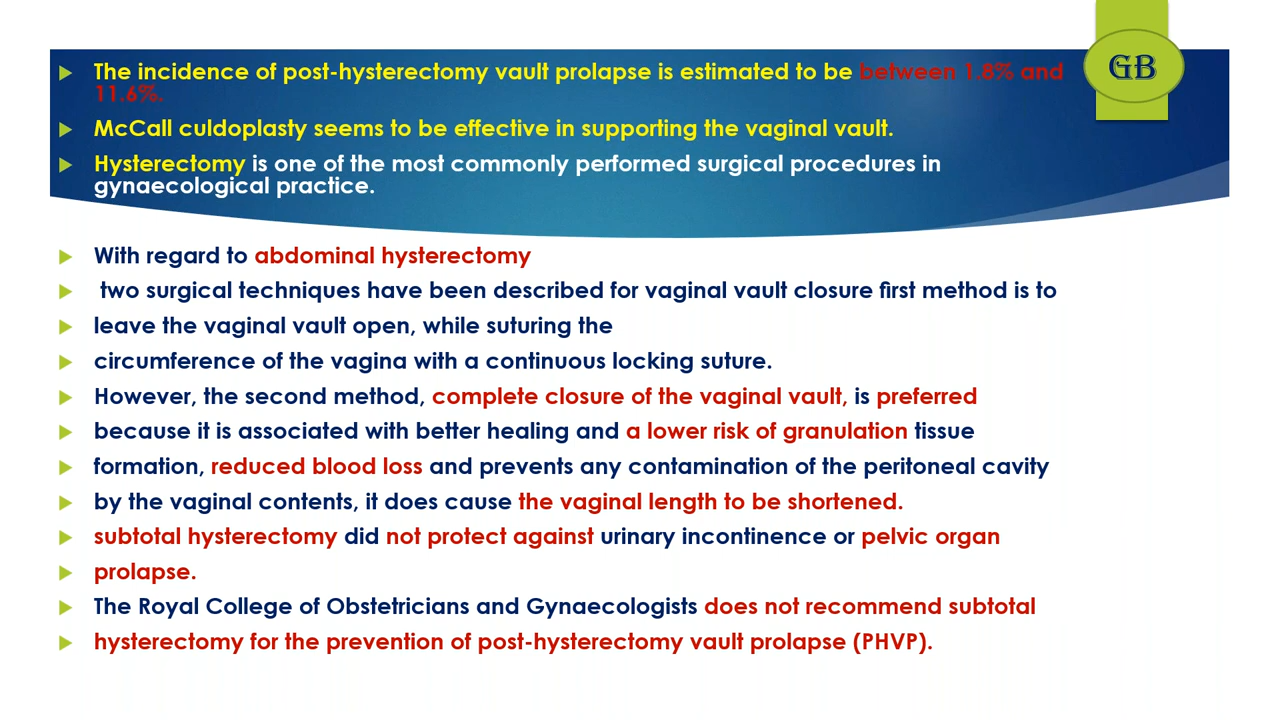 The incidence of post-hysterectomy vault prolapse is estimated to be between 1.8% and
11.6%.
McCall culdoplasty seems to be effective in supporting the vaginal vault.
Hysterectomy is one of the most commonly performed surgical procedures in
gynaecological practice.
GB
With regard to abdominal hysterectomy
two surgical techniques have been described for vaginal vault closure first method is to
leave the vaginal vault open, while suturing the
circumference of the vagina with a continuous locking suture.
However, the second method, complete closure of the vaginal vault, is preferred
because it is associated with better healing and a lower risk of granulation tissue
formation, reduced blood loss and prevents any contamination of the peritoneal cavity
by the vaginal contents, it does cause the vaginal length to be shortened.
subtotal hysterectomy did not protect against urinary incontinence or pelvic organ
prolapse.
The Royal College of Obstetricians and Gynaecologists does not recommend subtotal
hysterectomy for the prevention of post-hysterectomy vault prolapse (PHVP).